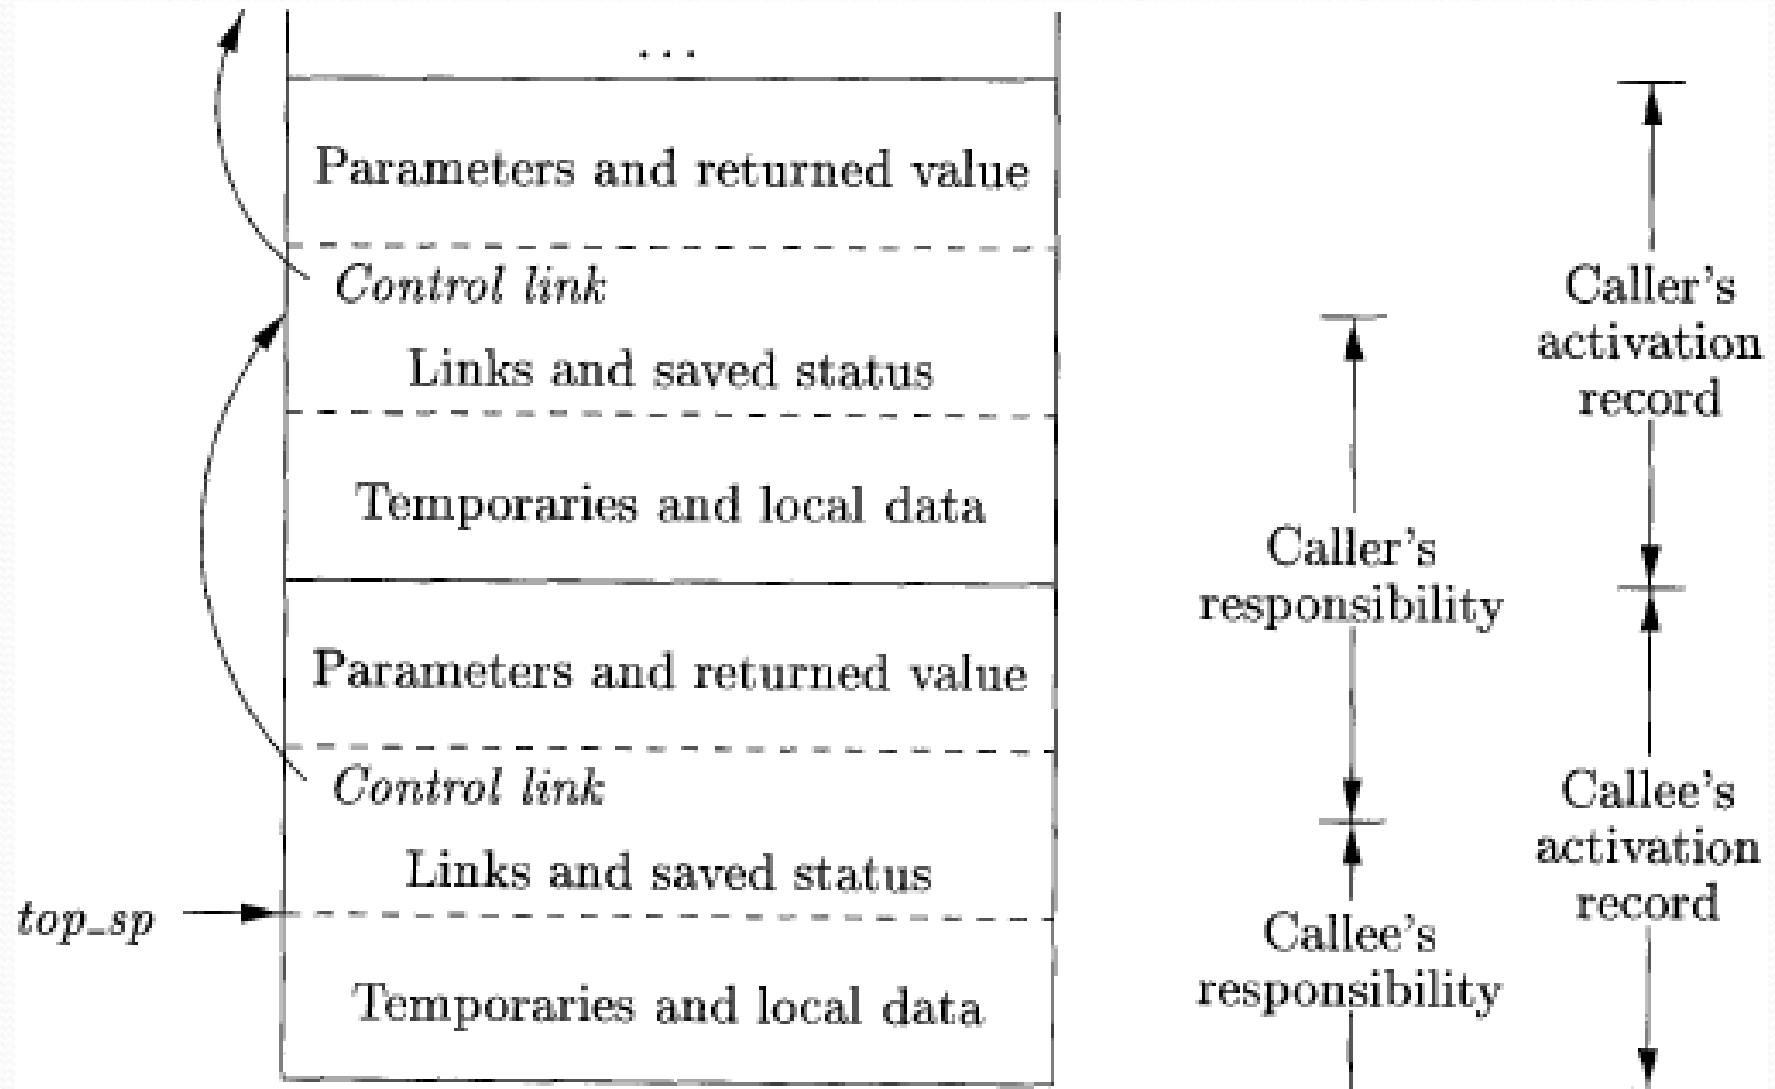 ...
Parameters and returned value
Control link
Links and saved status
Temporaries and local data
Parameters and returned value
Control link
Links and saved status
top_sp
Temporaries and local data
Caller's
responsibility
Callee's
responsibility
Caller's
activation
record
Callee's
activation
record